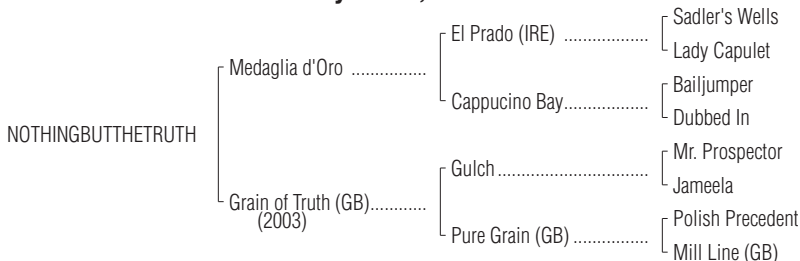 Sadler's Wells
El Prado (IRE) ..................
Lady Capulet
Medaglia d'Oro ................
Bailjumper
Cappucino Bay..................
Dubbed In
NOTHINGBUTTHETRUTH
Mr. Prospector
Gulch................................
Jameela
Grain of Truth (GB)............
(2003)
Polish Precedent
Pure Grain (GB) ................
Mill Line (GB)